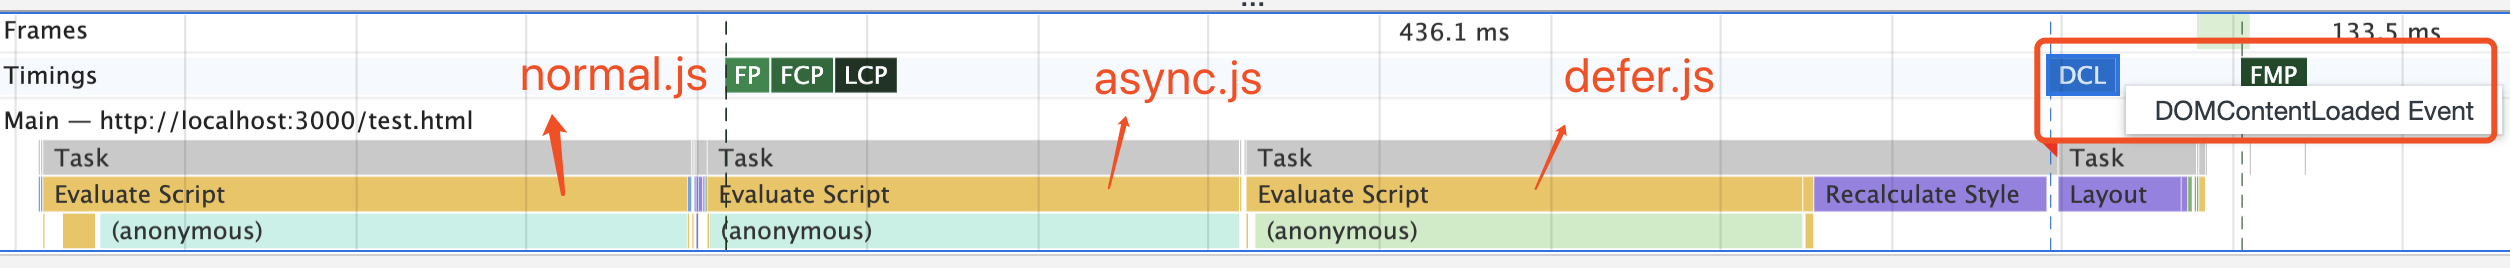 ...
Frames 436.1 ms 133.5 ms
Timings normal.js FP FCP LCP async.js defer.js DCL FMP
DOMContentLoaded Event
Main — http://localhost:3000/test.html
Task Task Task Task
Evaluate Script Evaluate Script Evaluate Script Recalculate Style Layout
(anonymous) (anonymous) (anonymous)